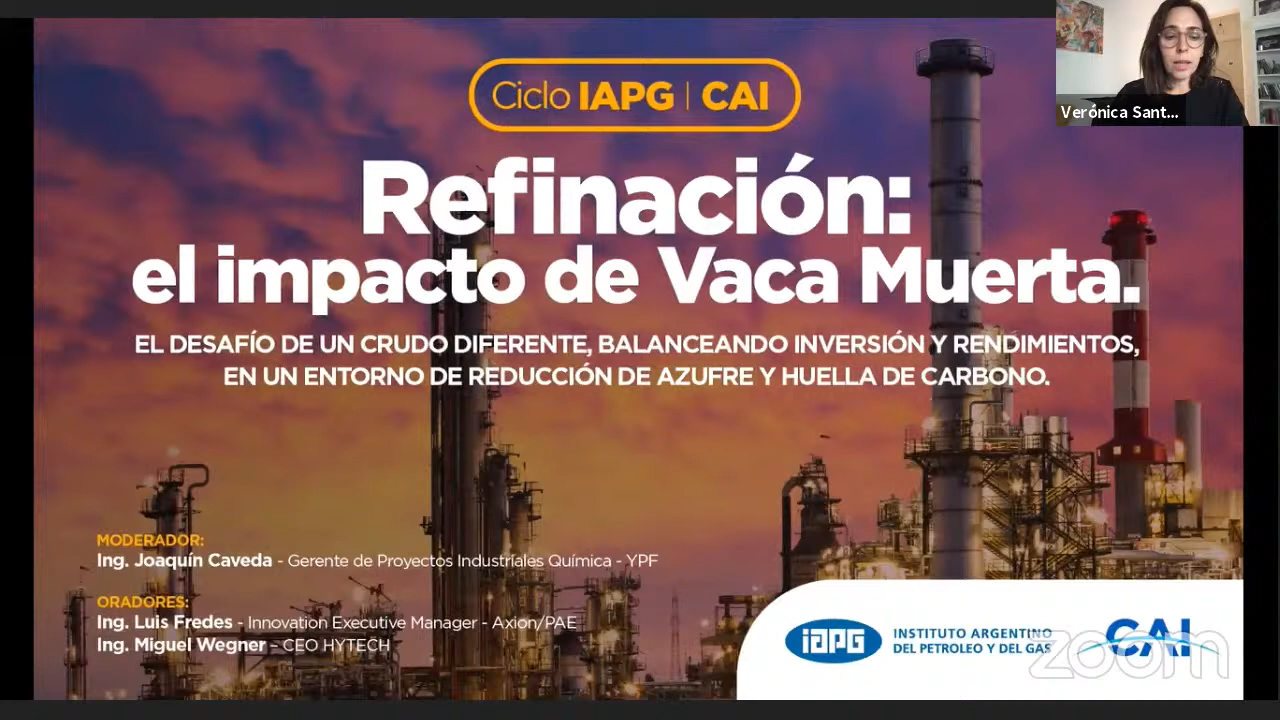 Ciclo IAPG | CAI
Verónica Sant...
Refinación:
el impacto de Vaca Muerta.
EL DESAFÍO DE UN CRUDO DIFERENTE, BALANCEANDO INVERSIÓN Y RENDIMIENTOS,
EN UN ENTORNO DE REDUCCIÓN DE AZUFRE Y HUELLA DE CARBONO.
MODERADOR:
Ing. Joaquín Caveda - Gerente de Proyectos Industriales Química - YPF
ORADORES:
Ing. Luis Fredes - Innovation Executive Manager - Axion/PAE
Ing. Miguel Wegner – CEO HYTECH
iAPG
INSTITUTO ARGENTINO
DEL PETROLEO Y DEL GAS
CAI
zoom